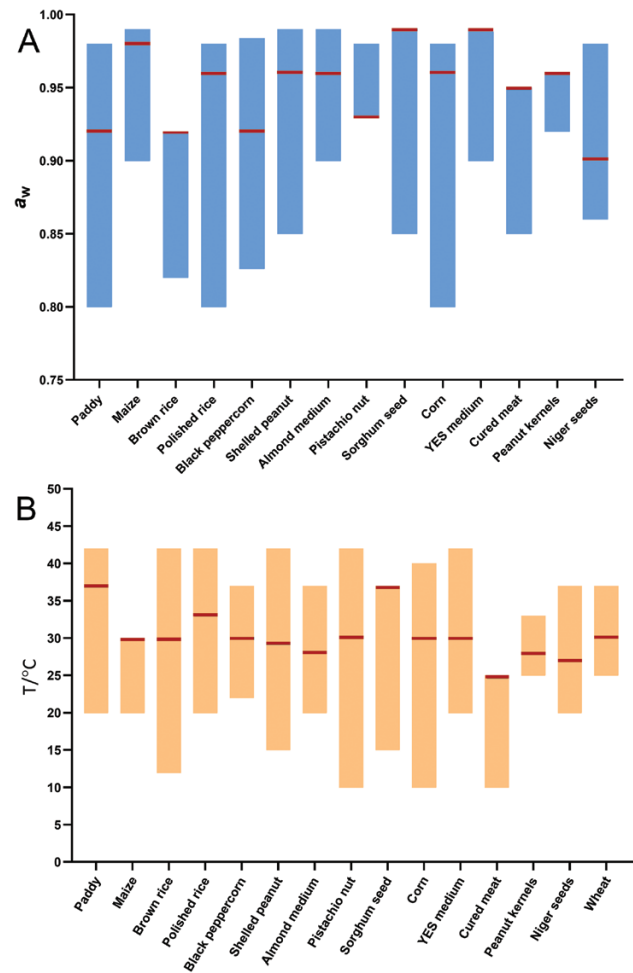 A
1.00
0.95
0.90
0.85
0.80
0.75
aw
Paddy
Maize
Brown rice
Polished rice
Black peppercorn
Shelled peanut
Almond medium
Pistachio nut
Sorghum seed
Corn
YES medium
Cured meat
Peanut kernels
Niger seeds
B
50
45
40
35
30
25
20
15
10
5
0
T/°C
Paddy
Maize
Brown rice
Polished rice
Black peppercorn
Shelled peanut
Almond medium
Pistachio nut
Sorghum seed
Corn
YES medium
Cured meat
Peanut kernels
Niger seeds
Wheat